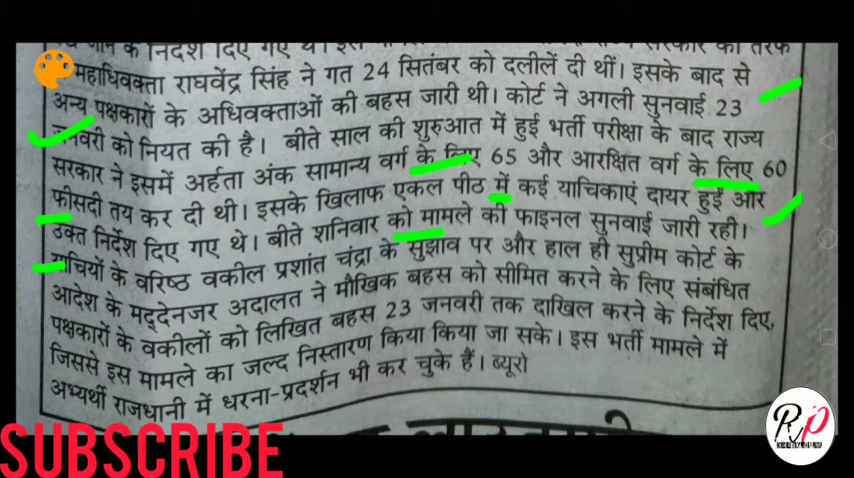 के निर्देश दिए गए थे।
महाधिवक्ता राघवेंद्र सिंह ने गत 24 सितंबर को दलीलें दी थीं। इसके बाद से
अन्य पक्षकारों के अधिवक्ताओं की बहस जारी थी। कोर्ट ने अगली सुनवाई 23
जनवरी को नियत की है। बीते साल की शुरुआत में हुई भर्ती परीक्षा के बाद राज्य
सरकार ने इसमें अर्हता अंक सामान्य वर्ग के लिए 65 और आरक्षित वर्ग के लिए 60
फीसदी तय कर दी थी। इसके खिलाफ एकल पीठ में कई याचिकाएं दायर हुईं और
उक्त निर्देश दिए गए थे। बीते शनिवार को मामले की फाइनल सुनवाई जारी रही।
याचियों के वरिष्ठ वकील प्रशांत चंद्रा के सुझाव पर और हाल ही सुप्रीम कोर्ट के
आदेश के मद्देनजर अदालत ने मौखिक बहस को सीमित करने के लिए संबंधित
पक्षकारों के वकीलों को लिखित बहस 23 जनवरी तक दाखिल करने के निर्देश दिए,
जिससे इस मामले का जल्द निस्तारण किया किया जा सके। इस भर्ती मामले में
अभ्यर्थी राजधानी में धरना-प्रदर्शन भी कर चुके हैं। ब्यूरो
SUBSCRIBE